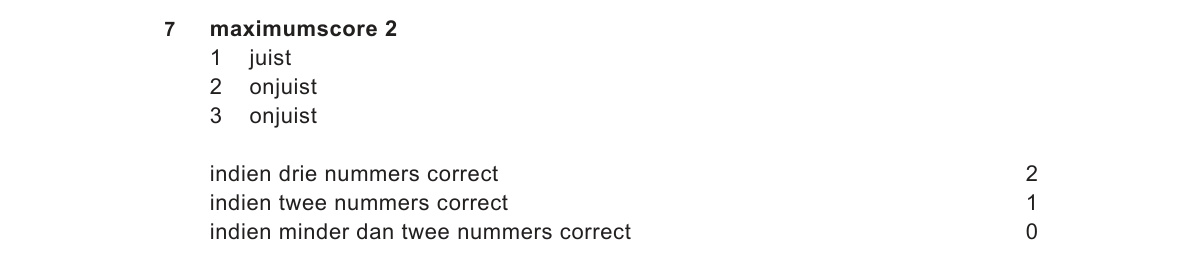 7 maximumscore 2
1 juist
2 onjuist
3 onjuist
indien drie nummers correct 2
indien twee nummers correct 1
indien minder dan twee nummers correct 0